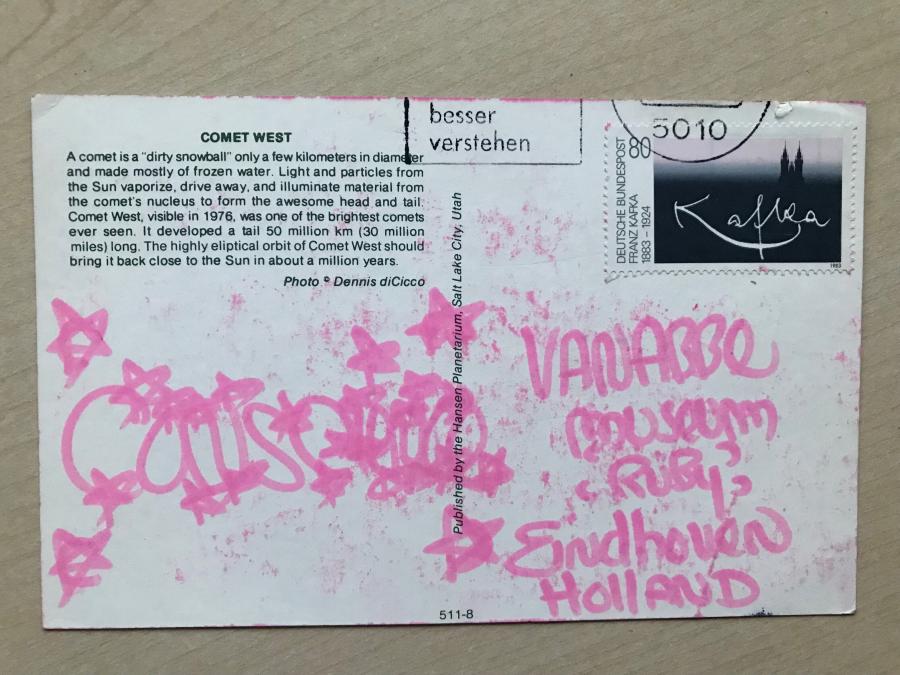 COMET WEST
A comet is a "dirty snowball" only a few kilometers in diameter
and made mostly of frozen water. Light and particles from
the Sun vaporize, drive away, and illuminate material from
the comet's nucleus to form the awesome head and tail.
Comet West, visible in 1976, was one of the brightest comets
ever seen. It developed a tail 50 million km (30 million
miles) long. The highly eliptical orbit of Comet West should
bring it back close to the Sun in about a million years.
Photo © Dennis diCicco
besser
verstehen
5010
80
DEUTSCHE BUNDESPOST
FRANZ KAFKA
1883 – 1924
Kafka
1983
Published by the Hansen Planetarium, Salt Lake City, Utah
VANABBE
museum
"Ruby"
Eindhoven
HollAND
511-8